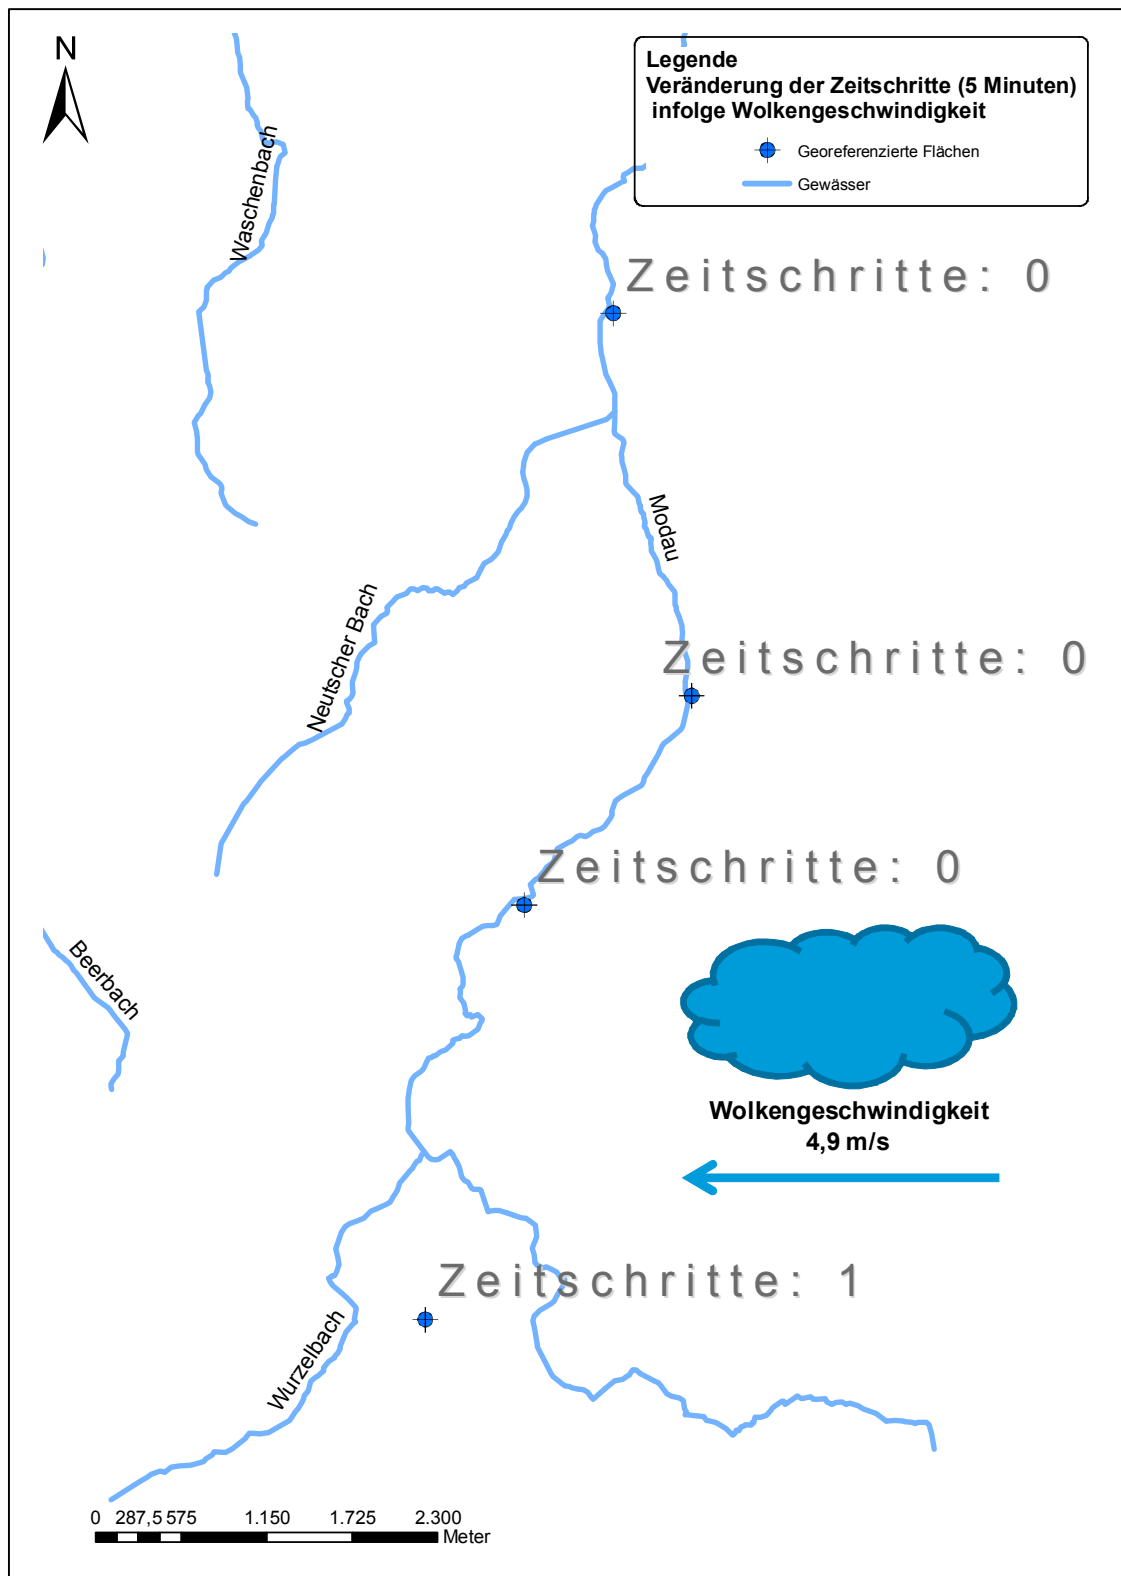 N
Legende
Veränderung der Zeitschritte (5 Minuten)
infolge Wolkengeschwindigkeit
Georeferenzierte Flächen
Gewässer
Waschenbach
Zeitschritte: 0
Modau
Neutscher Bach
Zeitschritte: 0
Zeitschritte: 0
Beerbach
Wolkengeschwindigkeit
4,9 m/s
Zeitschritte: 1
Wurzelbach
0 287,5 575 1.150 1.725 2.300
Meter